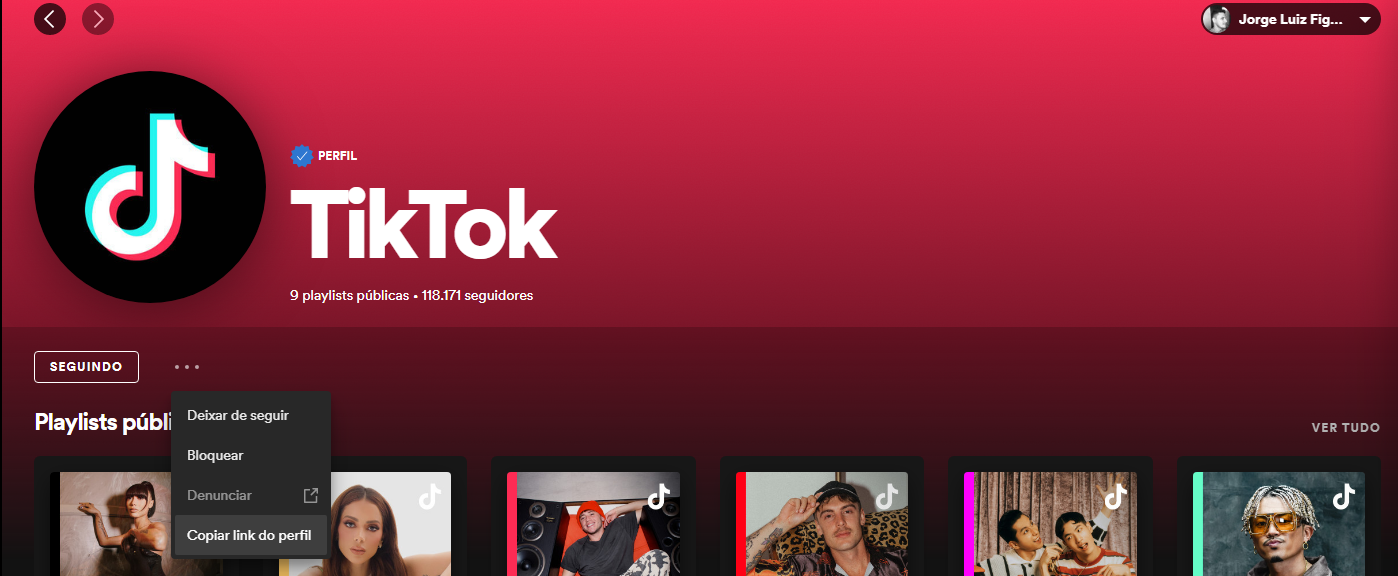 Jorge Luiz Fig...
PERFIL
TikTok
9 playlists públicas • 118.171 seguidores
SEGUINDO
Deixar de seguir
Playlists públi
Bloquear
VER TUDO
Denunciar
Copiar link do perfil